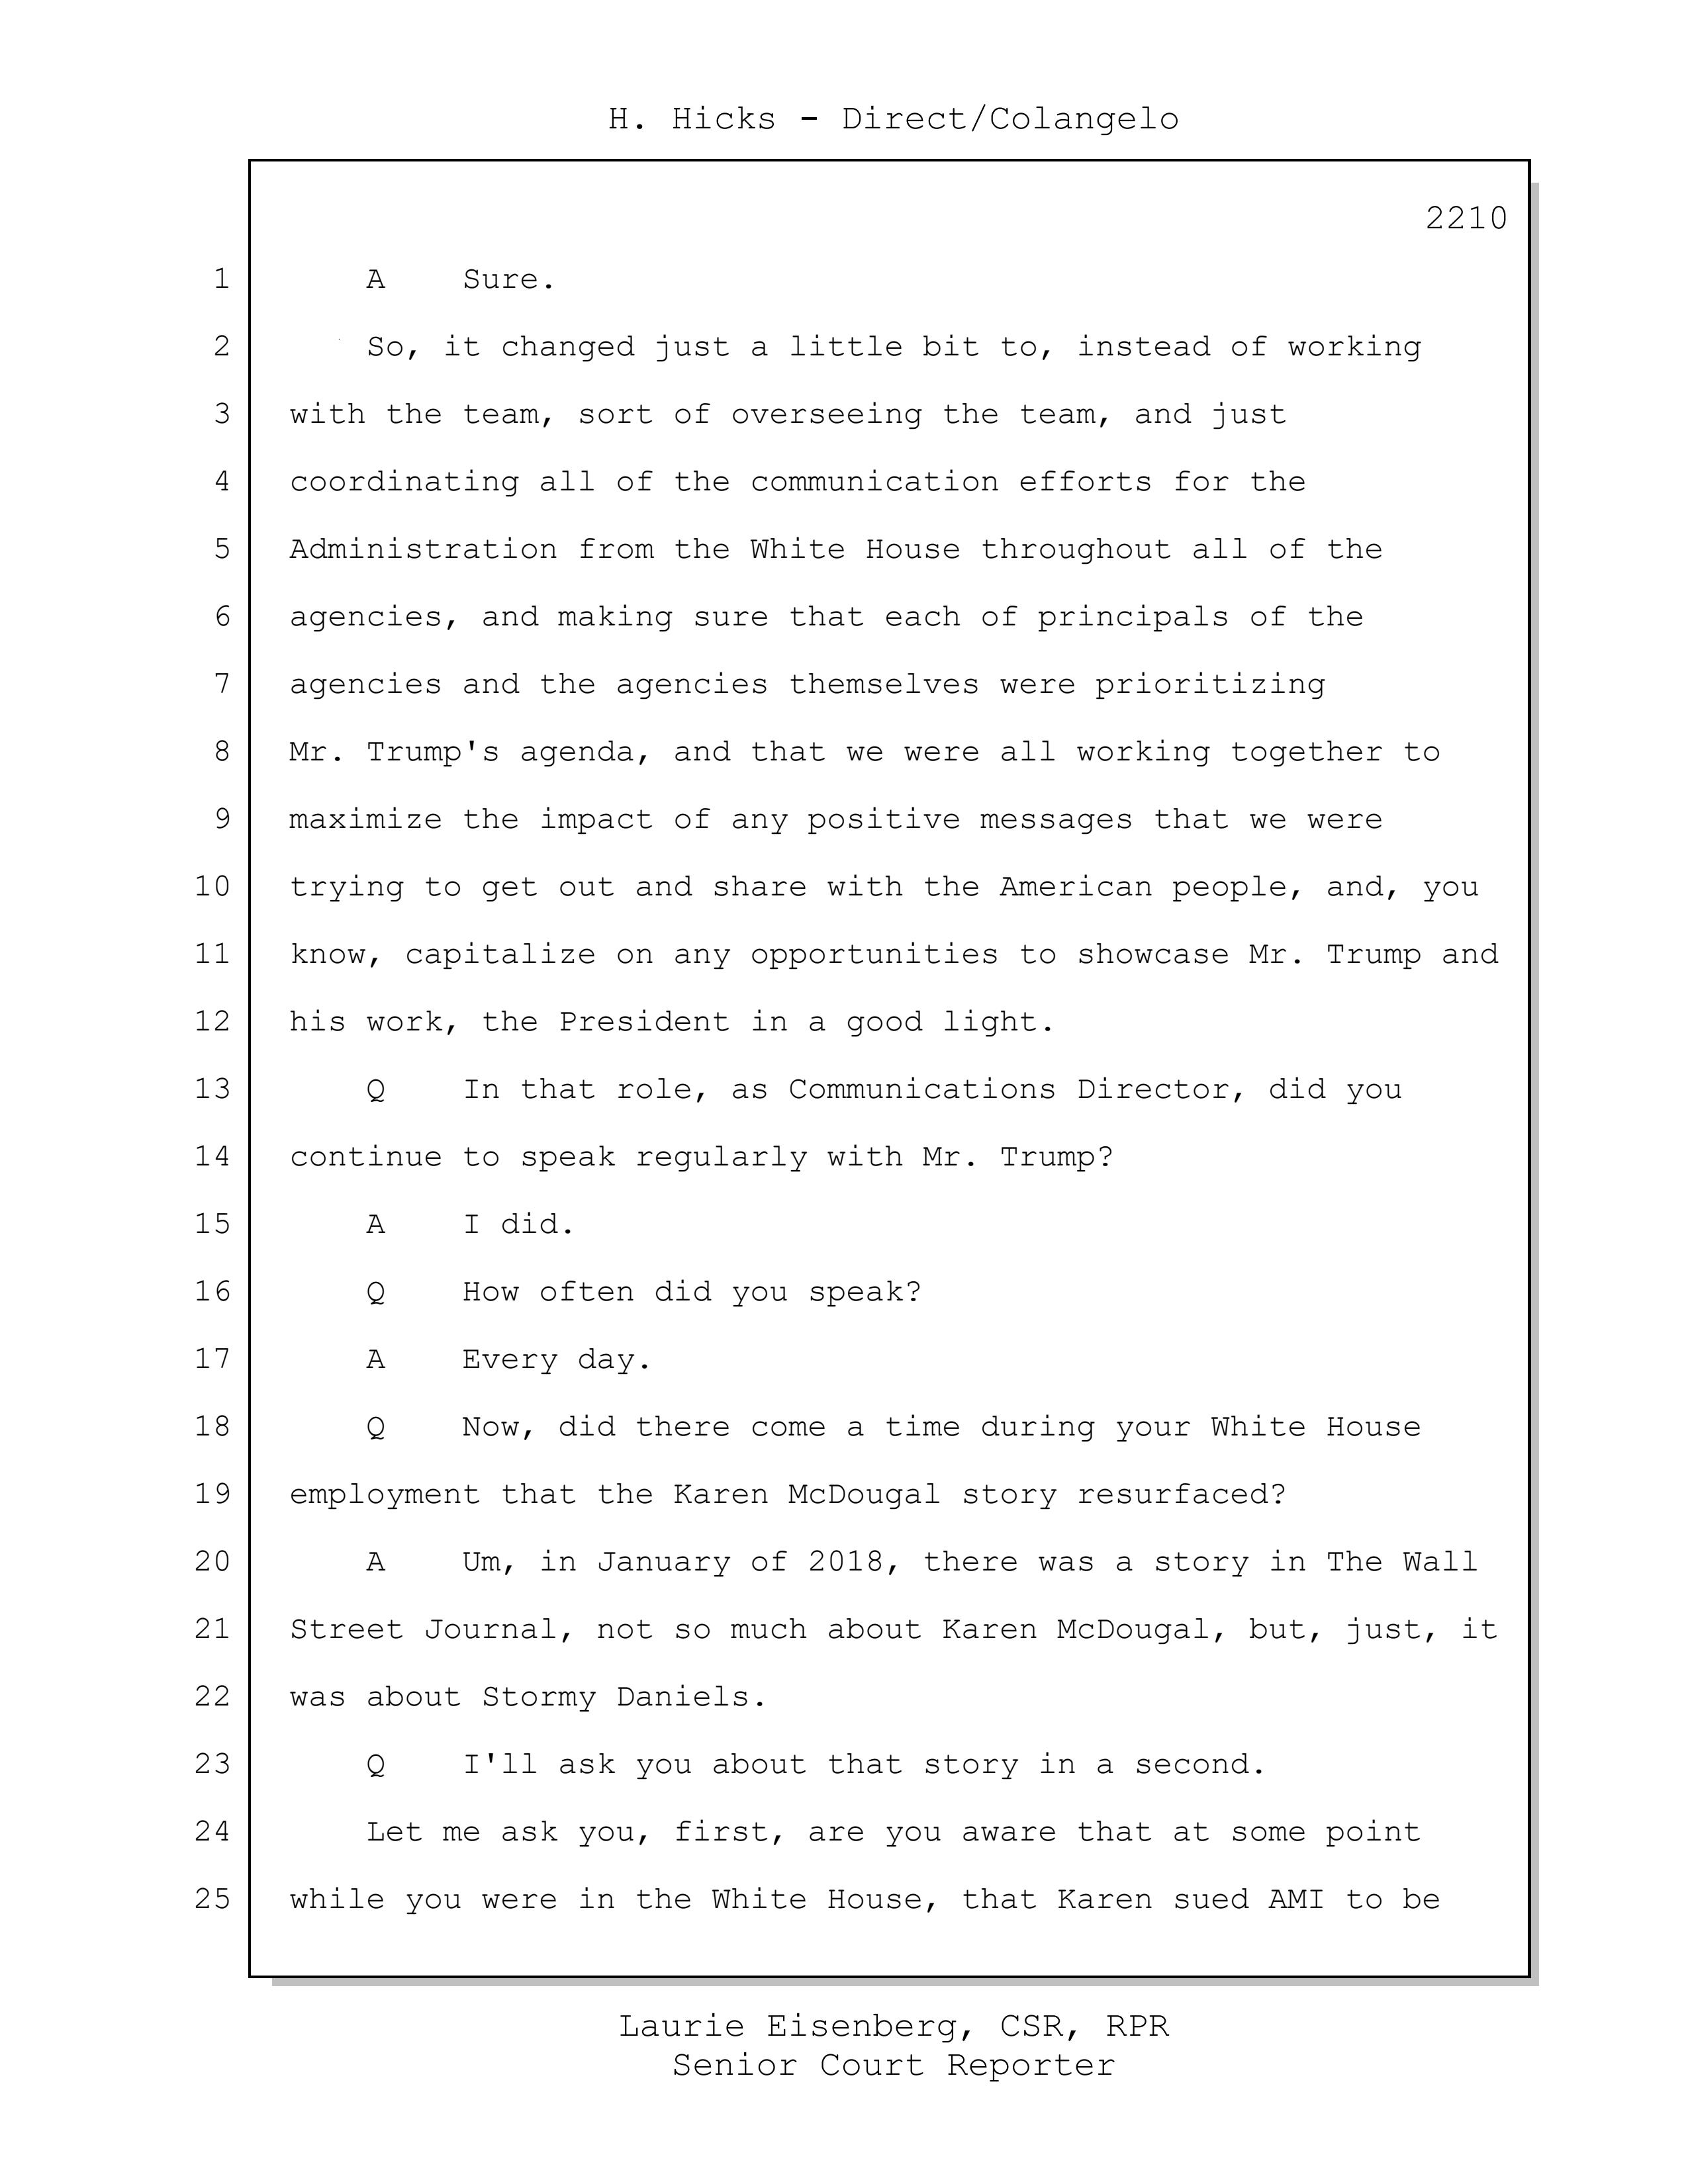 H. Hicks - Direct/Colangelo
2210
1 A Sure.
2 So, it changed just a little bit to, instead of working
3 with the team, sort of overseeing the team, and just
4 coordinating all of the communication efforts for the
5 Administration from the White House throughout all of the
6 agencies, and making sure that each of principals of the
7 agencies and the agencies themselves were prioritizing
8 Mr. Trump's agenda, and that we were all working together to
9 maximize the impact of any positive messages that we were
10 trying to get out and share with the American people, and, you
11 know, capitalize on any opportunities to showcase Mr. Trump and
12 his work, the President in a good light.
13 Q In that role, as Communications Director, did you
14 continue to speak regularly with Mr. Trump?
15 A I did.
16 Q How often did you speak?
17 A Every day.
18 Q Now, did there come a time during your White House
19 employment that the Karen McDougal story resurfaced?
20 A Um, in January of 2018, there was a story in The Wall
21 Street Journal, not so much about Karen McDougal, but, just, it
22 was about Stormy Daniels.
23 Q I'll ask you about that story in a second.
24 Let me ask you, first, are you aware that at some point
25 while you were in the White House, that Karen sued AMI to be
Laurie Eisenberg, CSR, RPR
Senior Court Reporter